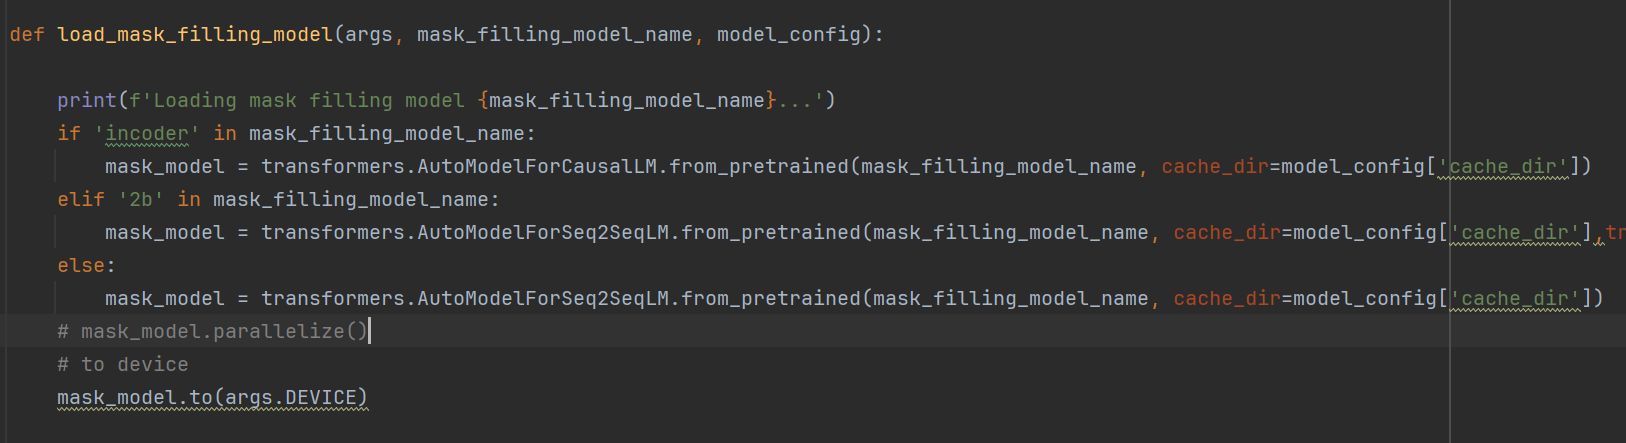 def load_mask_filling_model(args, mask_filling_model_name, model_config):
print(f'Loading mask filling model {mask_filling_model_name}...')
if 'incoder' in mask_filling_model_name:
mask_model = transformers.AutoModelForCausalLM.from_pretrained(mask_filling_model_name, cache_dir=model_config['cache_dir'])
elif '2b' in mask_filling_model_name:
mask_model = transformers.AutoModelForSeq2SeqLM.from_pretrained(mask_filling_model_name, cache_dir=model_config['cache_dir'],tr
else:
mask_model = transformers.AutoModelForSeq2SeqLM.from_pretrained(mask_filling_model_name, cache_dir=model_config['cache_dir'])
# mask_model.parallelize()
# to device
mask_model.to(args.DEVICE)